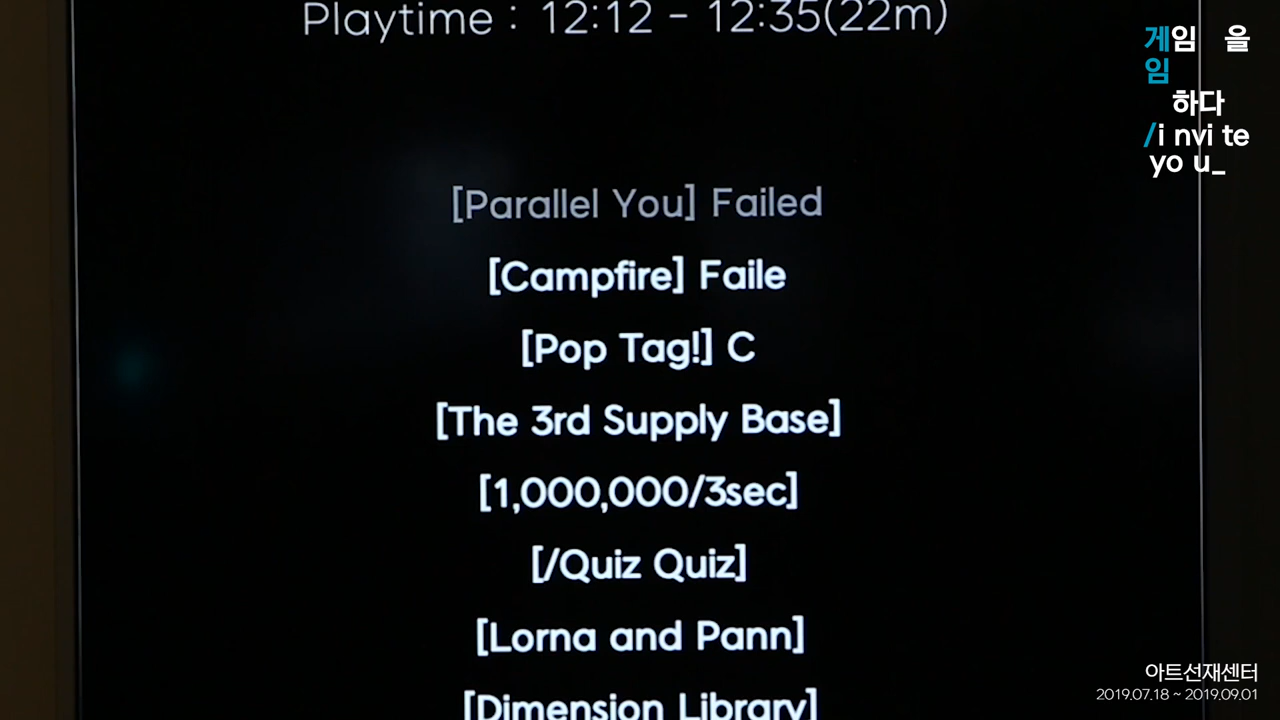 Playtime : 12:12 - 12:35(22m)
게임 을
임
하다
/i nvi te
yo u_
[Parallel You] Failed
[Campfire] Faile
[Pop Tag!] C
[The 3rd Supply Base]
[1,000,000/3sec]
[/Quiz Quiz]
[Lorna and Pann]
[Dimension Library]
아트선재센터
2019.07.18 ~ 2019.09.01